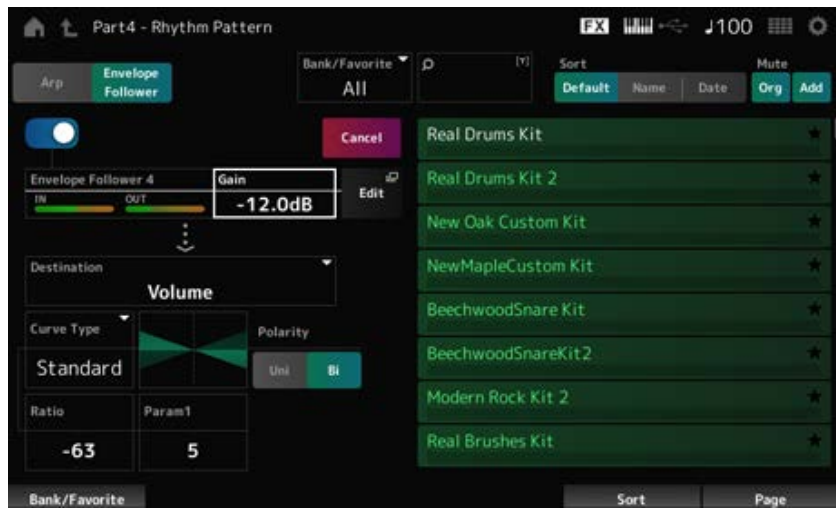 Part4 - Rhythm Pattern
FX
♩100
Arp
Envelope
Follower
Bank/Favorite
All
[Y]
Sort
Default Name Date
Mute
Org Add
Cancel
Envelope Follower 4
IN OUT
Gain
-12.0dB
Edit
Destination
Volume
Curve Type
Standard
Polarity
Uni Bi
Ratio
-63
Param1
5
Real Drums Kit
Real Drums Kit 2
New Oak Custom Kit
NewMapleCustom Kit
BeechwoodSnare Kit
BeechwoodSnareKit2
Modern Rock Kit 2
Real Brushes Kit
Bank/Favorite
Sort
Page